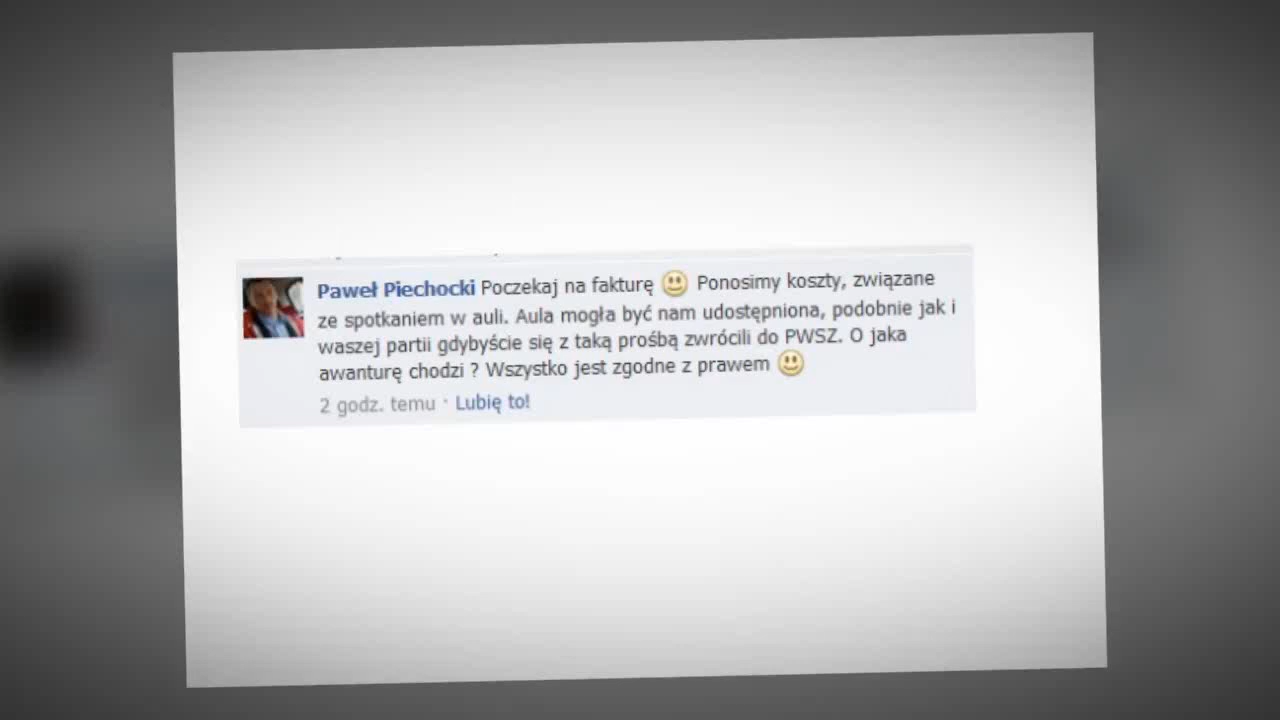 Paweł Piechocki Poczekaj na fakturę Ponosimy koszty, związane
ze spotkaniem w auli. Aula mogła być nam udostępniona, podobnie jak i
waszej partii gdybyście się z taką prośbą zwrócili do PWSZ. O jaka
awanturę chodzi ? Wszystko jest zgodne z prawem
2 godz. temu · Lubię to!